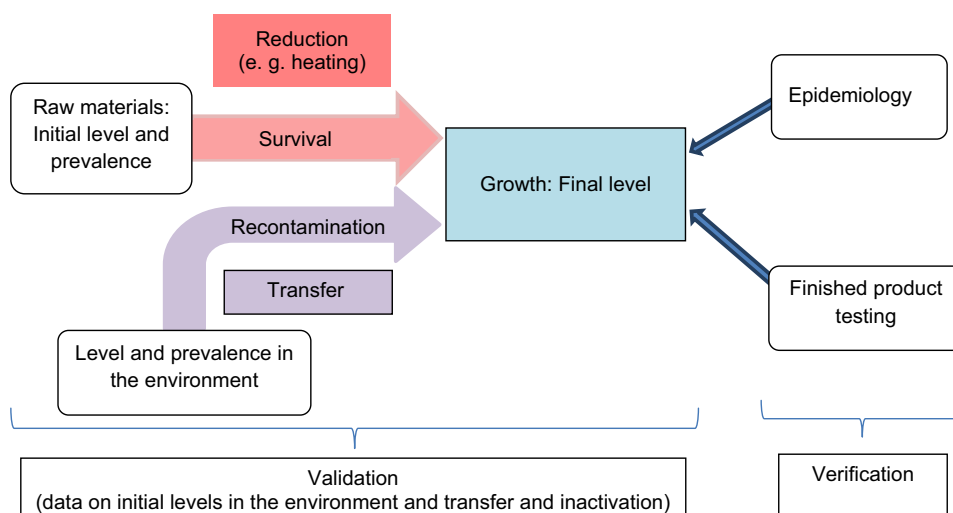 Reduction
(e. g. heating)
Raw materials:
Initial level and
prevalence
Survival
Epidemiology
Growth: Final level
Recontamination
Transfer
Finished product
testing
Level and prevalence in
the environment
Validation
(data on initial levels in the environment and transfer and inactivation)
Verification